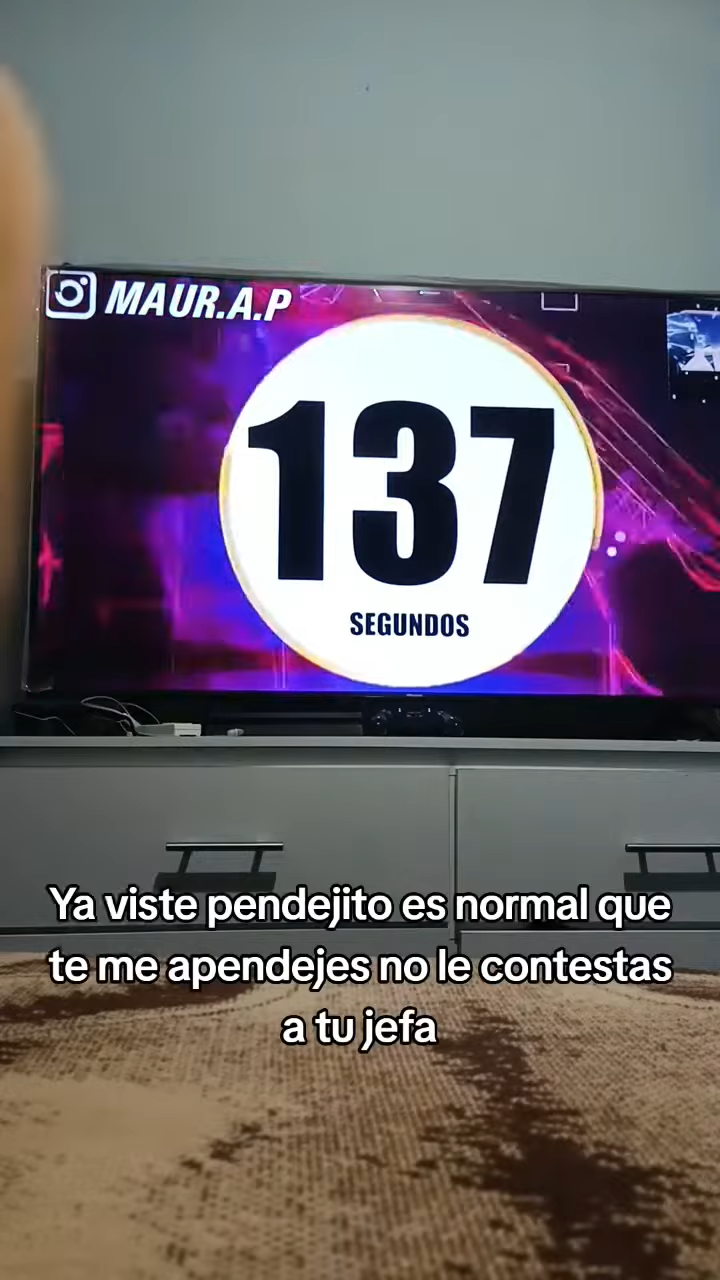 MAUR.A.P
137
SEGUNDOS
Ya viste pendejito es normal que
te me apendejes no le contestas
a tu jefa